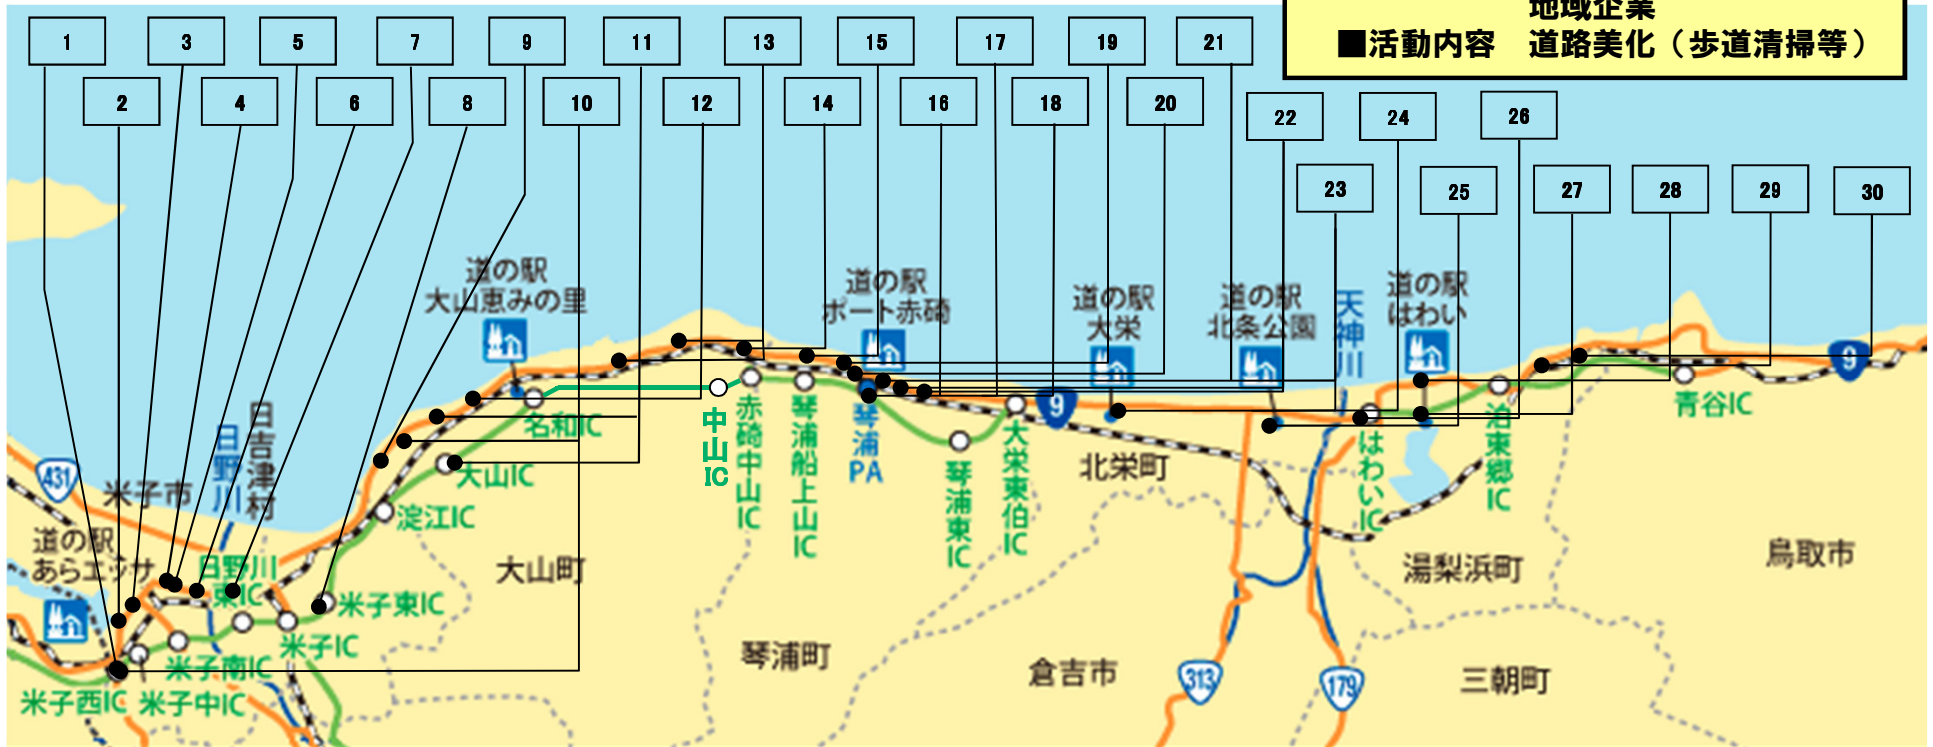 地域企業
■活動内容 道路美化（歩道清掃等）
1
3
5
7
9
11
13
15
17
19
21
2
4
6
8
10
12
14
16
18
20
22
24
26
23
25
27
28
29
30
道の駅
大山恵みの里
道の駅
ポート赤碕
道の駅
大栄
道の駅
北条公園
天神川
道の駅
はわい
9
9
431
米子市
日野川
日吉津村
道の駅
あらエッサ
日野川
東IC
米子西IC
米子中IC
米子南IC
米子IC
米子東IC
淀江IC
大山IC
名和IC
中山IC
赤碕中山IC
琴浦船上山IC
琴浦PA
琴浦東IC
大栄東伯IC
はわいIC
泊東郷IC
青谷IC
大山町
琴浦町
北栄町
倉吉市
湯梨浜町
三朝町
鳥取市
313
179